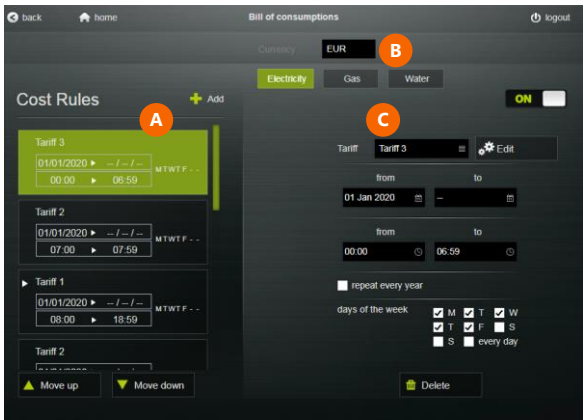 back home Bill of consumptions logout
Currency EUR B
Electricity Gas Water
Cost Rules Add ON
A C
Tariff 3
01/01/2020 -- / -- / --
00:00 06:59
M T W T F - -
Tariff 2
01/01/2020 -- / -- / --
07:00 07:59
M T W T F - -
Tariff 1
01/01/2020 -- / -- / --
08:00 18:59
M T W T F - -
Tariff 2
Move up Move down
Tariff Tariff 3 Edit
from to
01 Jan 2020 --
from to
00:00 06:59
repeat every year
days of the week M T W
T F S
S every day
Delete